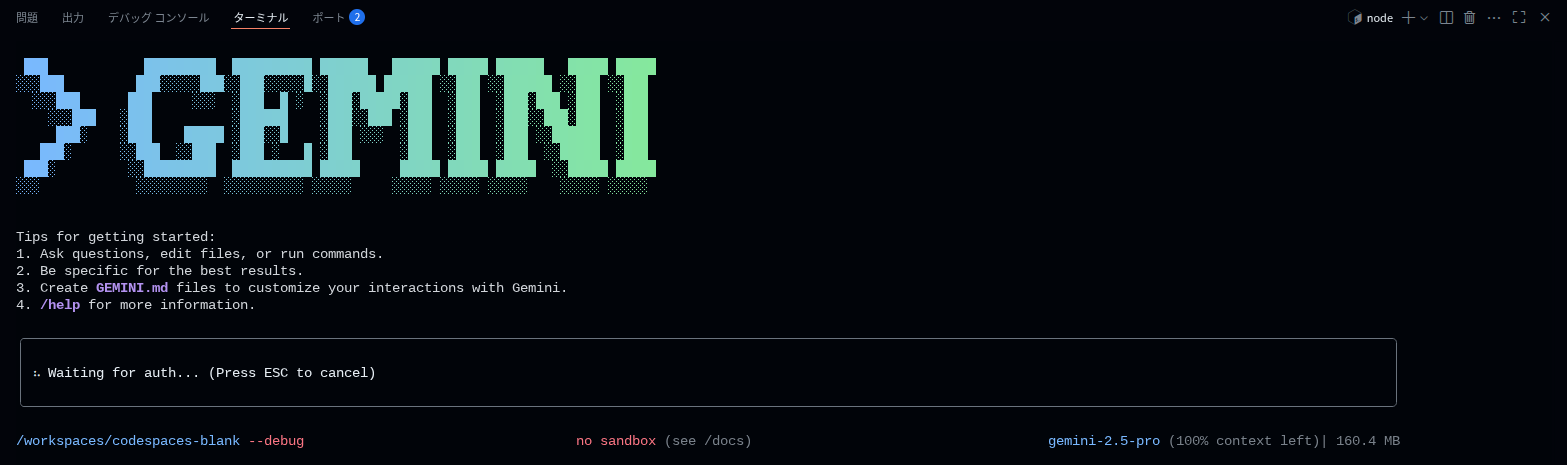 問題 出力 デバッグ コンソール ターミナル ポート 2 node
> GEMINI
Tips for getting started:
1. Ask questions, edit files, or run commands.
2. Be specific for the best results.
3. Create GEMINI.md files to customize your interactions with Gemini.
4. /help for more information.
Waiting for auth... (Press ESC to cancel)
/workspaces/codespaces-blank --debug no sandbox (see /docs) gemini-2.5-pro (100% context left)| 160.4 MB